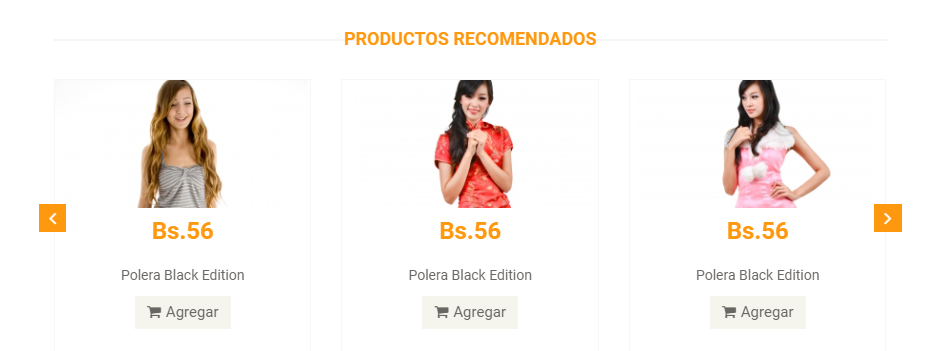 PRODUCTOS RECOMENDADOS
Bs.56
Polera Black Edition
Agregar
Bs.56
Polera Black Edition
Agregar
Bs.56
Polera Black Edition
Agregar